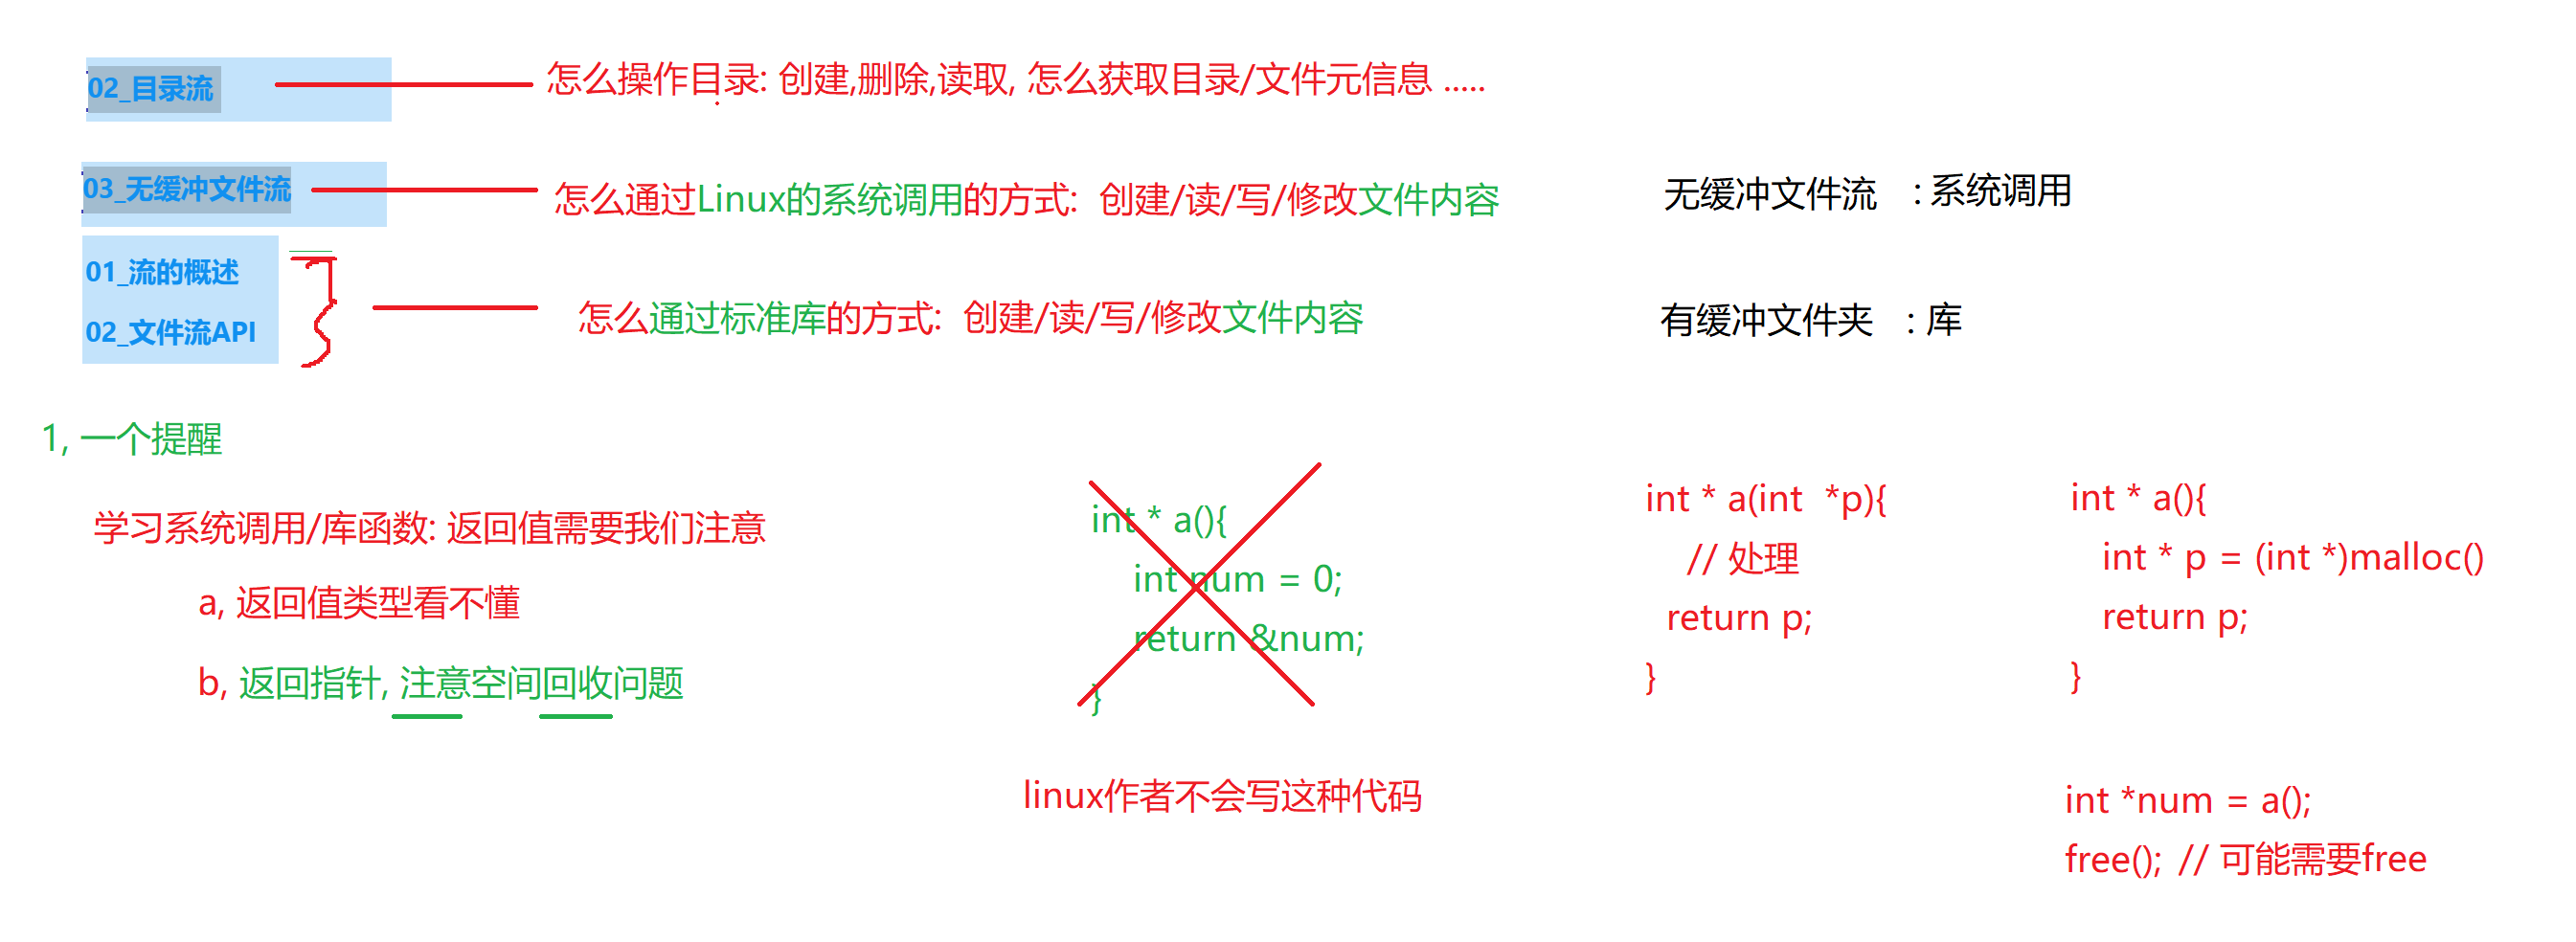 02_目录流
怎么操作目录: 创建,删除,读取, 怎么获取目录/文件元信息 .....
03_无缓冲文件流
怎么通过Linux的系统调用的方式: 创建/读/写/修改文件内容
无缓冲文件流 : 系统调用
01_流的概述
02_文件流API
怎么通过标准库的方式: 创建/读/写/修改文件内容
有缓冲文件夹 : 库
1, 一个提醒
学习系统调用/库函数: 返回值需要我们注意
a, 返回值类型看不懂
b, 返回指针, 注意空间回收问题
int * a(){
int num = 0;
return &num;
}
linux作者不会写这种代码
int * a(int *p){
// 处理
return p;
}
int * a(){
int * p = (int *)malloc()
return p;
}
int *num = a();
free(); // 可能需要free